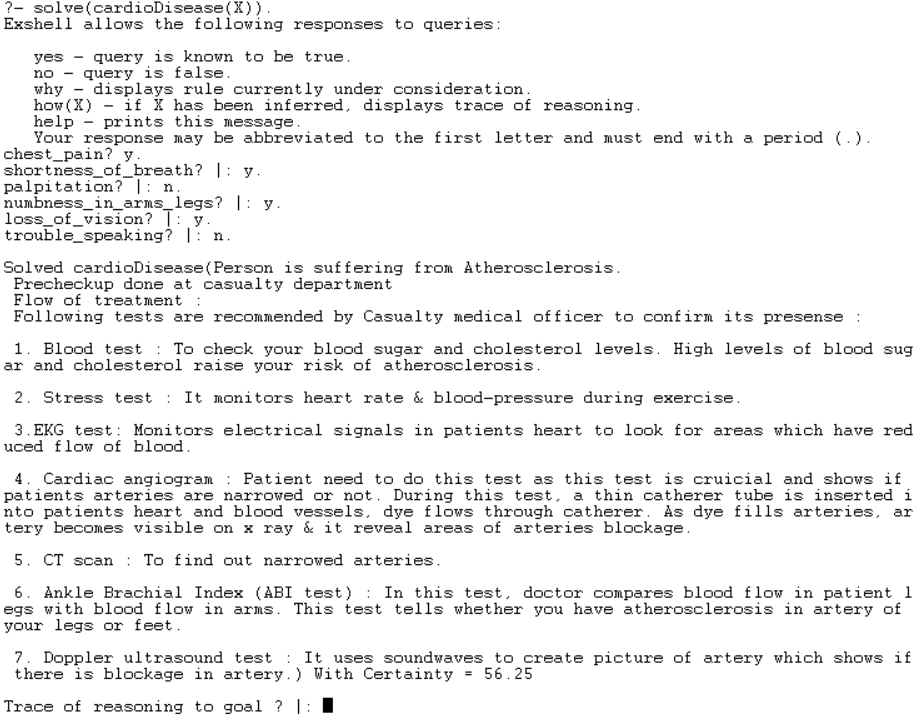 ?- solve(cardioDisease(X)).
Exshell allows the following responses to queries:
yes - query is known to be true.
no - query is false.
why - displays rule currently under consideration.
how(X) - if X has been inferred, displays trace of reasoning.
help - prints this message.
Your response may be abbreviated to the first letter and must end with a period (.).
chest_pain? y.
shortness_of_breath? |: y.
palpitation? |: n.
numbness_in_arms_legs? |: y.
loss_of_vision? |: y.
trouble_speaking? |: n.
Solved cardioDisease(Person is suffering from Atherosclerosis.
Precheckup done at casualty department
Flow of treatment :
Following tests are recommended by Casualty medical officer to confirm its presense :
1. Blood test : To check your blood sugar and cholesterol levels. High levels of blood sug
ar and cholesterol raise your risk of atherosclerosis.
2. Stress test : It monitors heart rate & blood-pressure during exercise.
3.EKG test: Monitors electrical signals in patients heart to look for areas which have red
uced flow of blood.
4. Cardiac angiogram : Patient need to do this test as this test is cruicial and shows if
patients arteries are narrowed or not. During this test, a thin catherer tube is inserted i
nto patients heart and blood vessels, dye flows through catherer. As dye fills arteries, ar
tery becomes visible on x ray & it reveal areas of arteries blockage.
5. CT scan : To find out narrowed arteries.
6. Ankle Brachial Index (ABI test) : In this test, doctor compares blood flow in patient l
egs with blood flow in arms. This test tells whether you have atherosclerosis in artery of
your legs or feet.
7. Doppler ultrasound test : It uses soundwaves to create picture of artery which shows if
there is blockage in artery.) With Certainty = 56.25
Trace of reasoning to goal ? |: